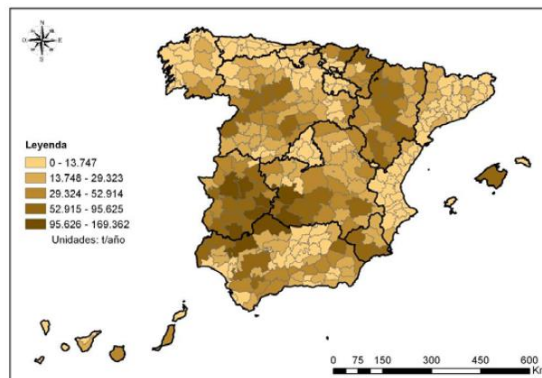 N
O
E
S
Leyenda
0 - 13.747
13.748 - 29.323
29.324 - 52.914
52.915 - 95.625
95.626 - 169.362
Unidades: t/año
0 75 150 300 450 600
Km